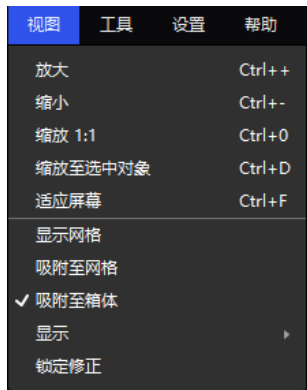 视图 工具 设置 帮助
放大 Ctrl++
缩小 Ctrl+-
缩放 1:1 Ctrl+0
缩放至选中对象 Ctrl+D
适应屏幕 Ctrl+F
显示网格
吸附至网格
吸附至箱体
显示
锁定修正